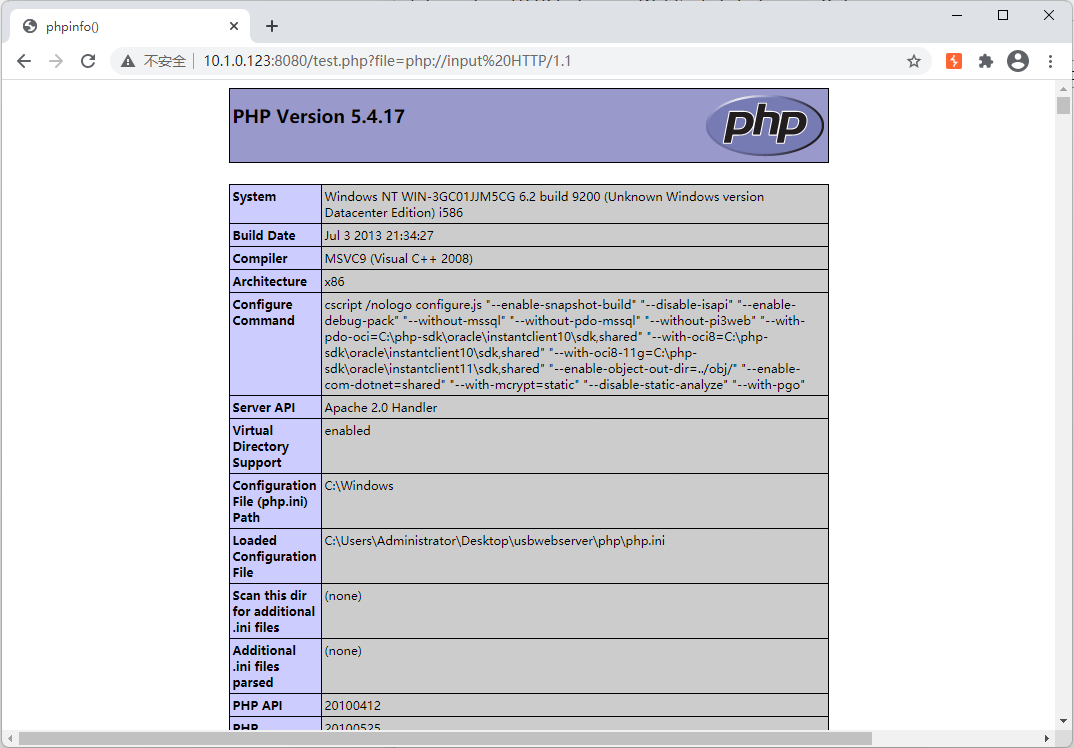 phpinfo()
不安全
10.1.0.123:8080/test.php?file=php://input%20HTTP/1.1
PHP Version 5.4.17
php
System
Windows NT WIN-3GC01JJM5CG 6.2 build 9200 (Unknown Windows version
Datacenter Edition) i586
Build Date
Jul 3 2013 21:34:27
Compiler
MSVC9 (Visual C++ 2008)
Architecture
x86
Configure
Command
cscript /nologo configure.js "--enable-snapshot-build" "--disable-isapi" "--enable-
debug-pack" "--without-mssql" "--without-pdo-mssql" "--without-pi3web" "--with-
pdo-oci=C:\php-sdk\oracle\instantclient10\sdk,shared" "--with-oci8=C:\php-
sdk\oracle\instantclient10\sdk,shared" "--with-oci8-11g=C:\php-
sdk\oracle\instantclient11\sdk,shared" "--enable-object-out-dir=../obj/" "--enable-
com-dotnet=shared" "--with-mcrypt=static" "--disable-static-analyze" "--with-pgo"
Server API
Apache 2.0 Handler
Virtual
Directory
Support
enabled
Configuration
File (php.ini)
Path
C:\Windows
Loaded
Configuration
File
C:\Users\Administrator\Desktop\usbwebserver\php\php.ini
Scan this dir
for additional
.ini files
(none)
Additional
.ini files
parsed
(none)
PHP API
20100412
PHP
20100525